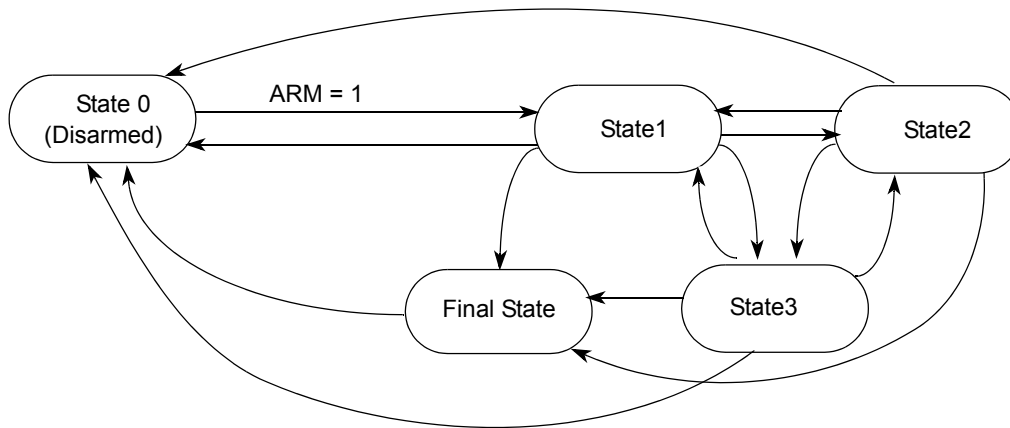 State 0
(Disarmed)
ARM = 1
State1
State2
Final State
State3